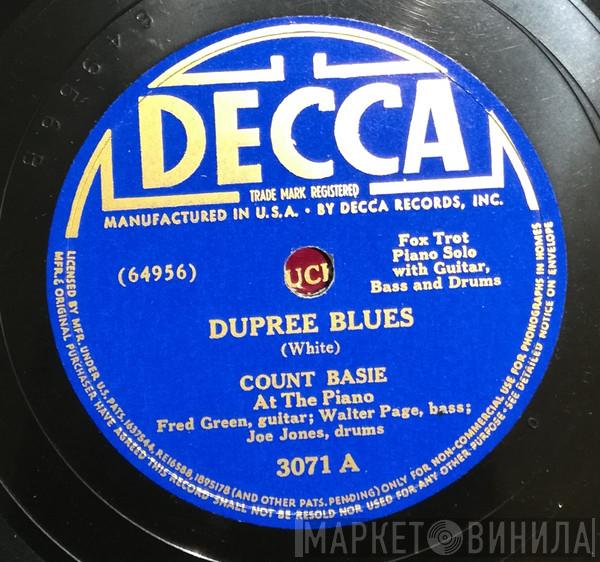 64956 B
DECCA
TRADE MARK REGISTERED
MANUFACTURED IN U.S.A. • BY DECCA RECORDS, INC.
Fox Trot
Piano Solo
with Guitar,
Bass and Drums
(64956)
UCK
DUPREE BLUES
(White)
COUNT BASIE
At The Piano
Fred Green, guitar; Walter Page, bass;
Joe Jones, drums
3071 A
LICENSED BY MFR. UNDER U.S. PATS. 1637544, RE16588, 1895178 (AND OTHER PATS. PENDING) ONLY FOR NON-COMMERCIAL USE FOR PHONOGRAPHS IN HOMES
MFR. & ORIGINAL PURCHASER HAVE AGREED THIS RECORD SHALL NOT BE RESOLD NOR USED FOR ANY OTHER PURPOSE. SEE DETAILED NOTICE ON ENVELOPE
МАРКЕТ ВИНИЛА